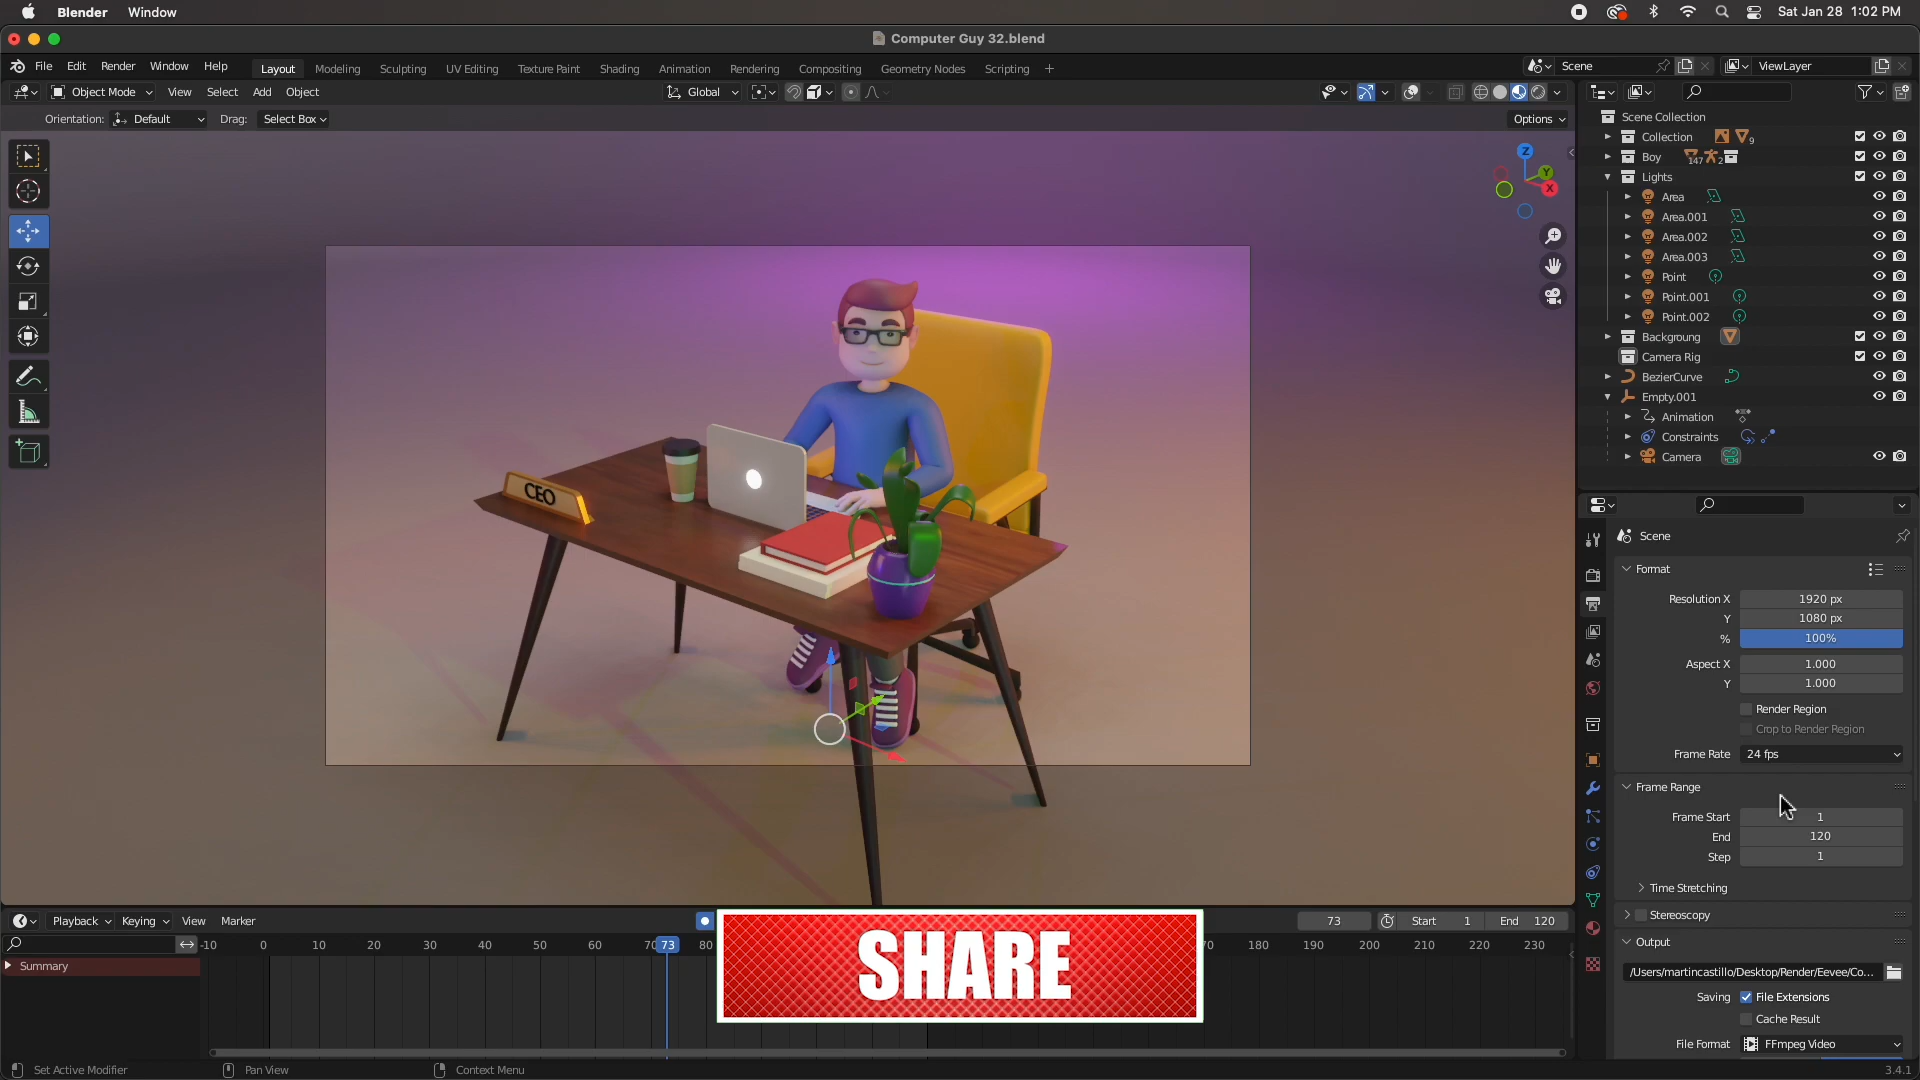 Blender Window Sat Jan 28 1:02 PM
Computer Guy 32.blend
File Edit Render Window Help Layout Modeling Sculpting UV Editing Texture Paint Shading Animation Rendering Compositing Geometry Nodes Scripting + Scene ViewLayer
Object Mode View Select Add Object Global
Orientation: Default Drag: Select Box Options
Scene Collection
Collection 9
Boy 147 2
Lights
Area
Area.001
Area.002
Area.003
Point
Point.001
Point.002
Backgroung
Camera Rig
BezierCurve
Empty.001
Animation
Constraints
Camera
Z
Y
X
CEO
Scene
Format
Resolution X 1920 px
Y 1080 px
% 100%
Aspect X 1.000
Y 1.000
Render Region
Crop to Render Region
Frame Rate 24 fps
Frame Range
Frame Start 1
End 120
Step 1
Time Stretching
Stereoscopy
Output
/Users/martincastillo/Desktop/Render/Eevee/Co...
Saving File Extensions
Cache Result
File Format FFmpeg Video
Playback Keying View Marker 73 Start 1 End 120
-10 0 10 20 30 40 50 60 70 73 80 70 180 190 200 210 220 230
Summary
SHARE
Set Active Modifier Pan View Context Menu 3.4.1